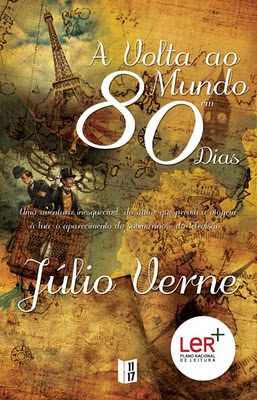 A Volta ao
Mundo
em
80
Dias
Uma aventura inesquecível, do autor que previu a viagem
à lua, o aparecimento do submarino e da televisão.
Júlio Verne
LER+
PLANO NACIONAL
DE LEITURA
11
17